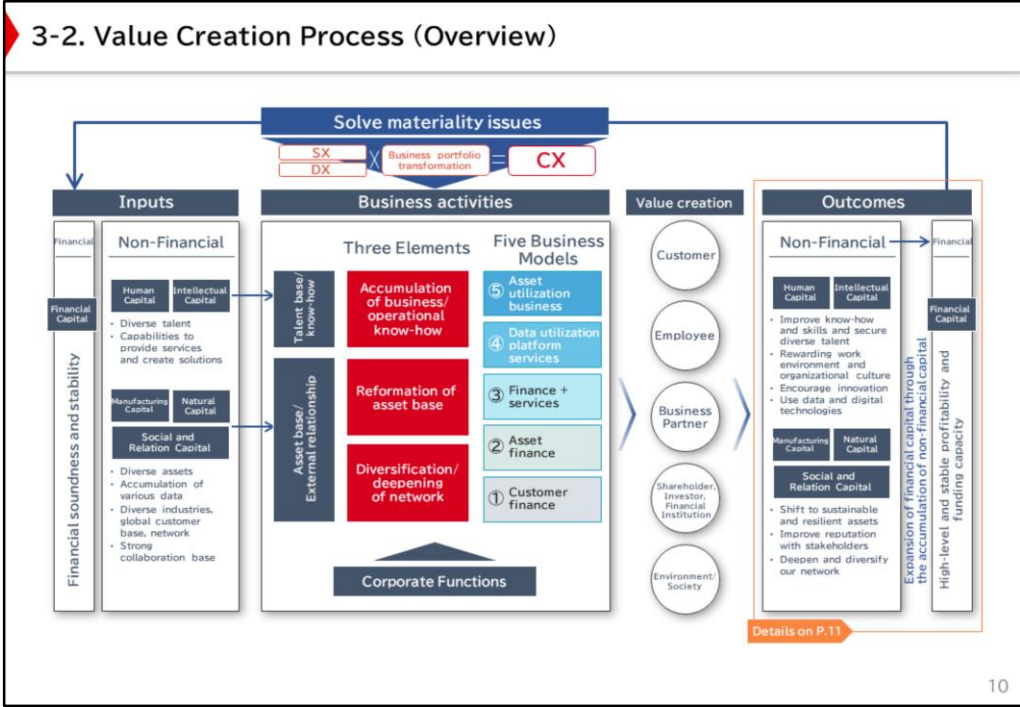 3-2. Value Creation Process (Overview)
Solve materiality issues
SX
DX
×
Business portfolio
transformation
=
CX
Inputs
Financial
Financial
Capital
Financial soundness and stability
Non-Financial
Human
Capital
Intellectual
Capital
・ Diverse talent
・ Capabilities to
provide services
and create solutions
Manufacturing
Capital
Natural
Capital
Social and
Relation Capital
・ Diverse assets
・ Accumulation of
various data
・ Diverse industries,
global customer
base, network
・ Strong
collaboration base
Business activities
Talent base/
know-how
Asset base/
External relationship
Three Elements
Accumulation
of business/
operational
know-how
Reformation of
asset base
Diversification/
deepening
of network
Five Business
Models
⑤ Asset
utilization
business
④ Data utilization
platform
services
③ Finance +
services
② Asset
finance
① Customer
finance
Corporate Functions
Value creation
Customer
Employee
Business
Partner
Shareholder,
Investor,
Financial
Institution
Environment/
Society
Outcomes
Non-Financial
Human
Capital
Intellectual
Capital
・ Improve know-how
and skills and secure
diverse talent
・ Rewarding work
environment and
organizational culture
・ Encourage innovation
・ Use data and digital
technologies
Manufacturing
Capital
Natural
Capital
Social and
Relation Capital
・ Shift to sustainable
and resilient assets
・ Improve reputation
with stakeholders
・ Deepen and diversify
our network
Expansion of financial capital through
the accumulation of non-financial capital
Financial
Financial
Capital
High-level and stable profitability and
funding capacity
Details on P.11
10